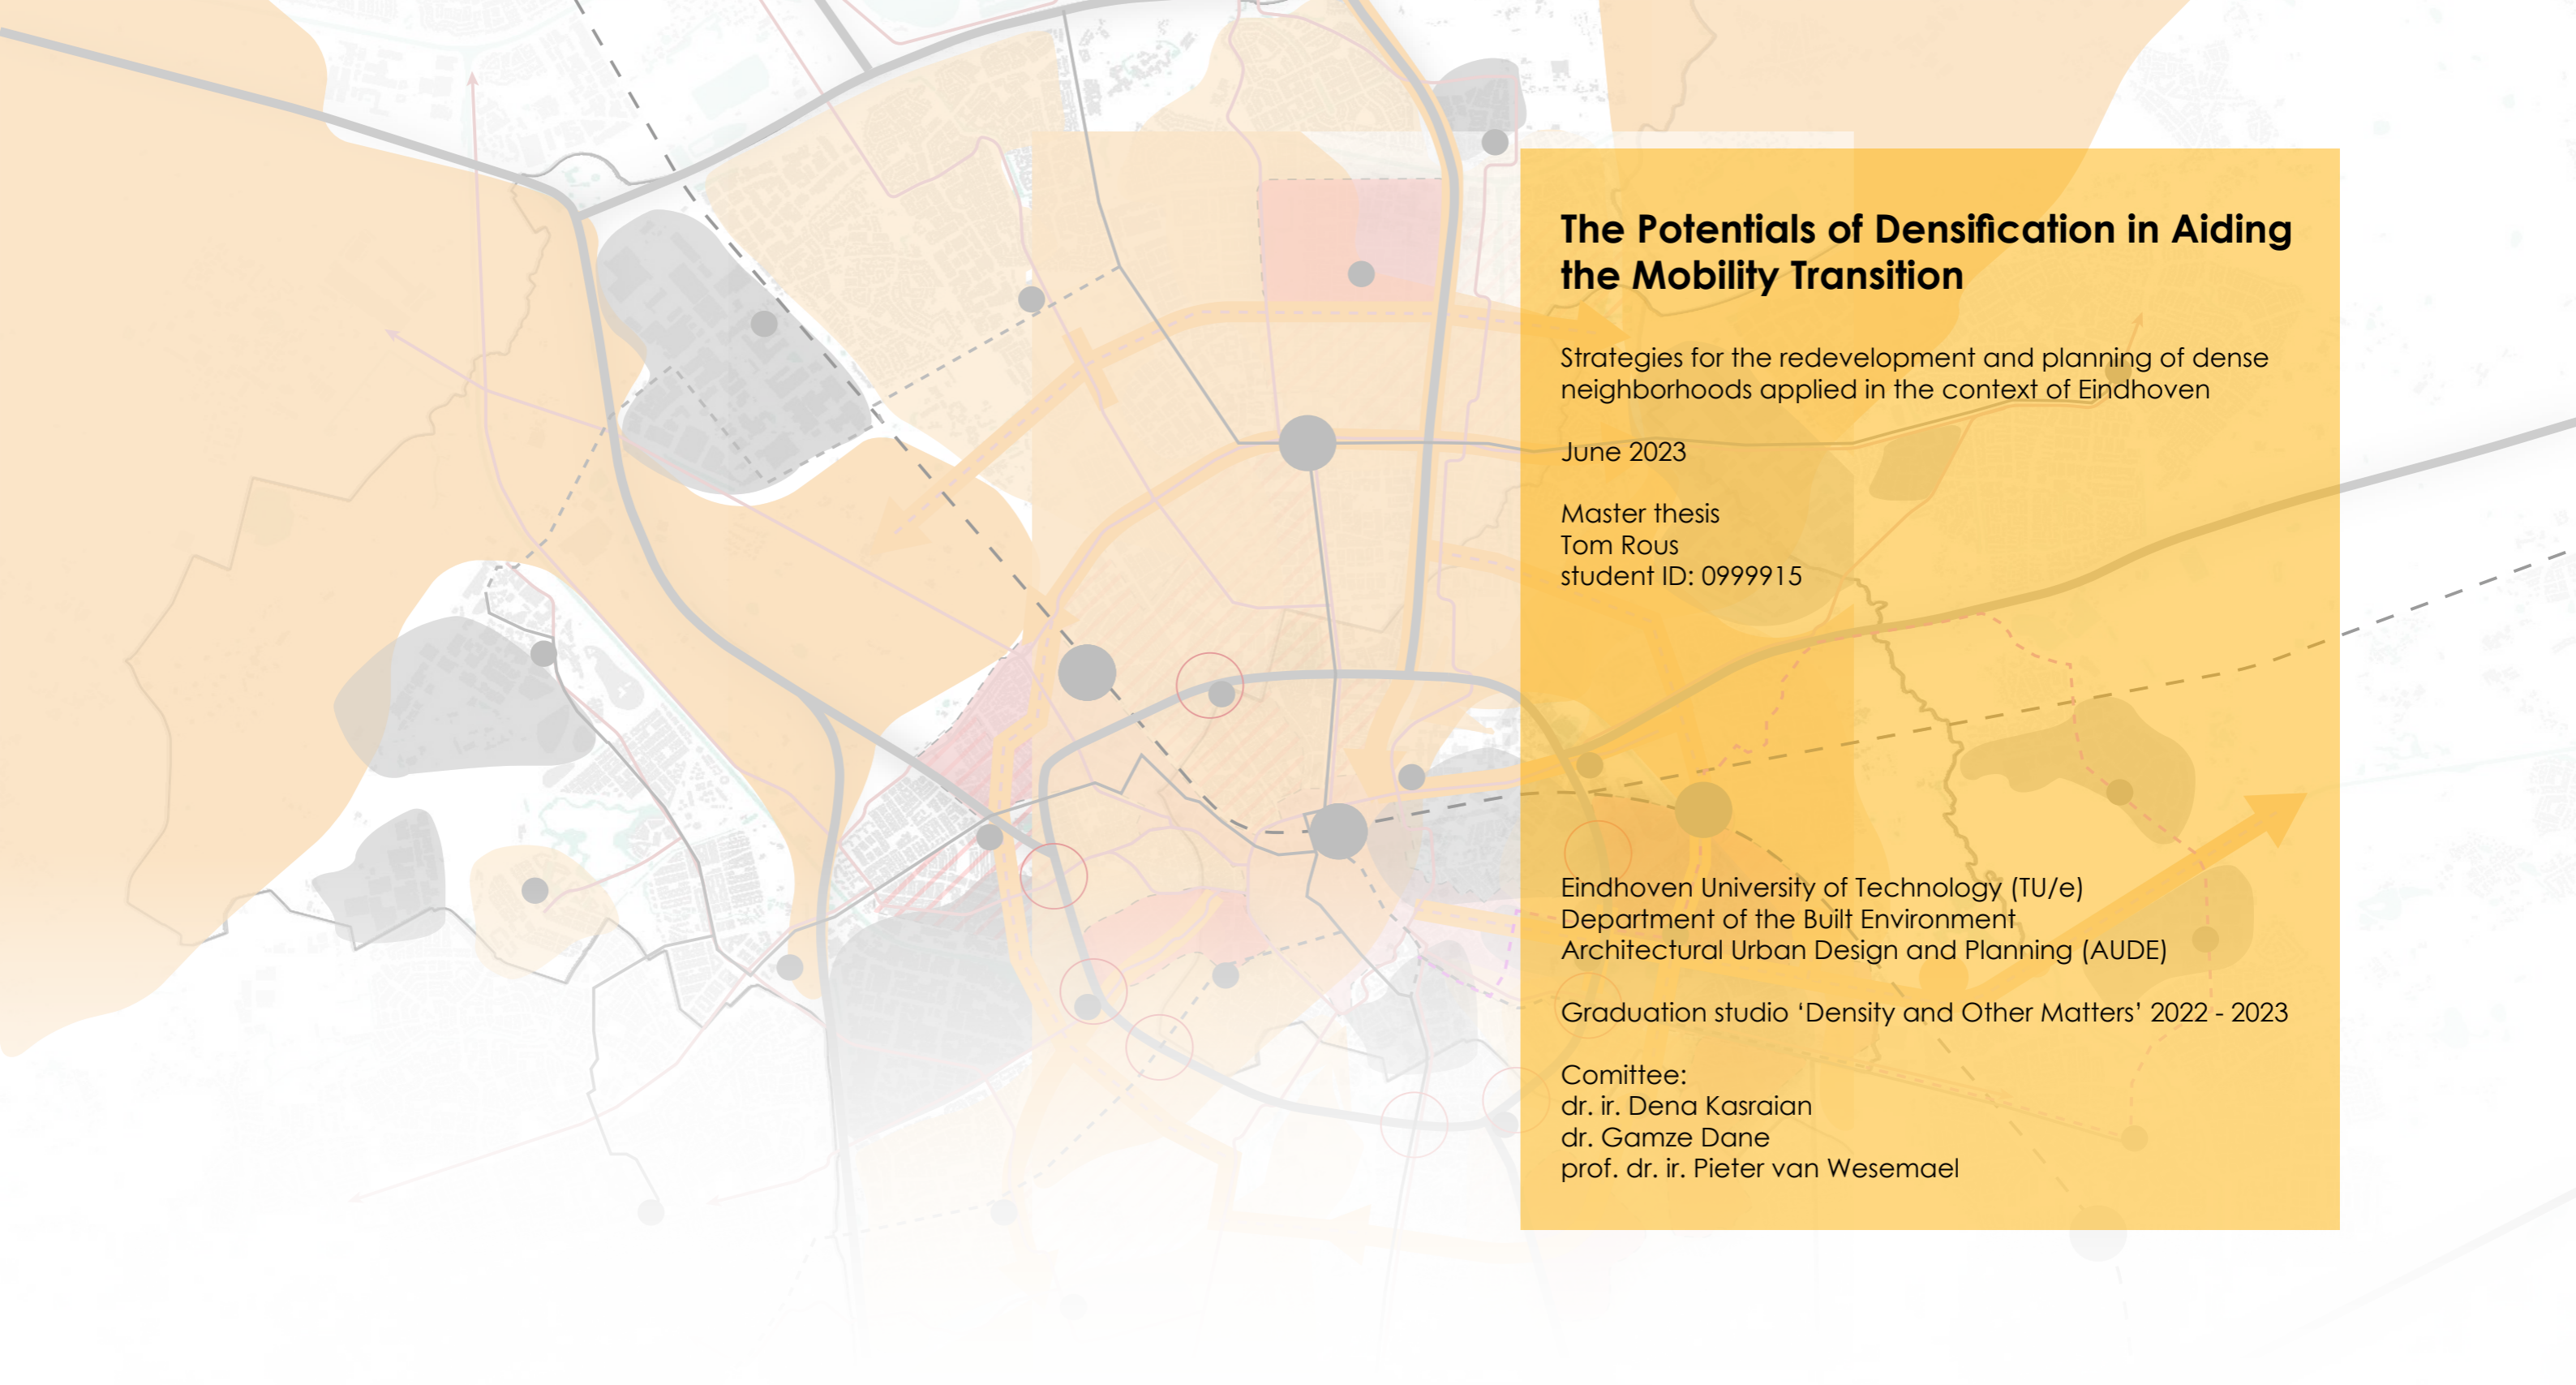 The Potentials of Densification in Aiding
the Mobility Transition
Strategies for the redevelopment and planning of dense
neighborhoods applied in the context of Eindhoven
June 2023
Master thesis
Tom Rous
student ID: 0999915
Eindhoven University of Technology (TU/e)
Department of the Built Environment
Architectural Urban Design and Planning (AUDE)
Graduation studio ‘Density and Other Matters’ 2022 - 2023
Comittee:
dr. ir. Dena Kasraian
dr. Gamze Dane
prof. dr. ir. Pieter van Wesemael